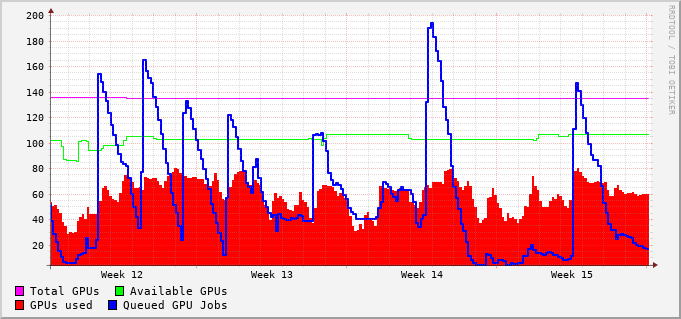 200
180
160
140
120
100
80
60
40
20
Week 12 Week 13 Week 14 Week 15
Total GPUs Available GPUs
GPUs used Queued GPU Jobs
RRDTOOL / TOBI OETIKER